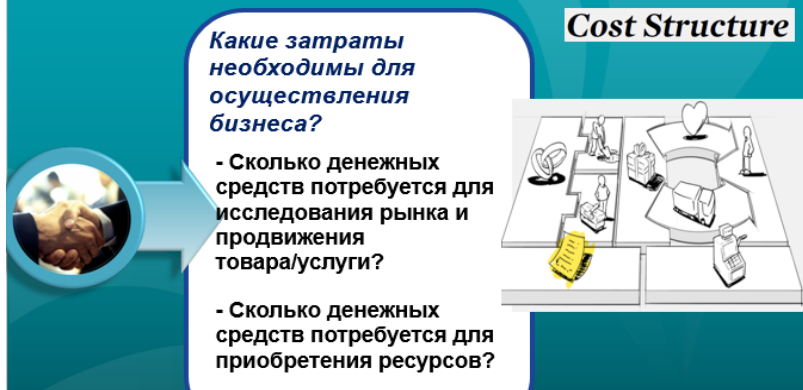 Cost Structure
Какие затраты
необходимы для
осуществления
бизнеса?
- Сколько денежных
средств потребуется для
исследования рынка и
продвижения
товара/услуги?
- Сколько денежных
средств потребуется для
приобретения ресурсов?